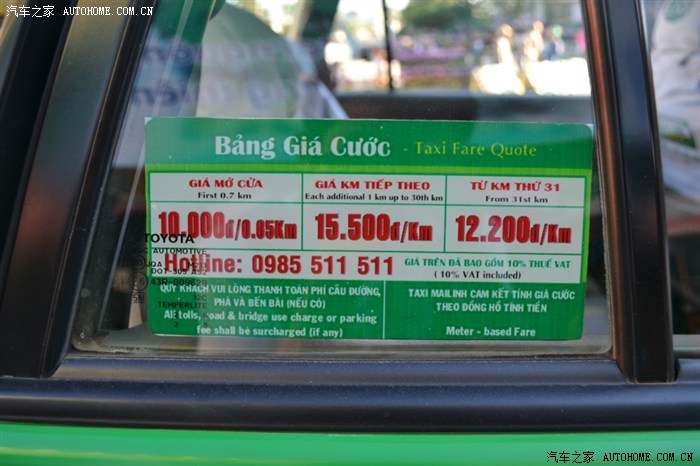 汽车之家 AUTOHOME.COM.CN
Bảng Giá Cước - Taxi Fare Quote
GIÁ MỞ CỬA
First 0.7 km
10.000đ/0.65Km
GIÁ KM TIẾP THEO
Each additional 1 km up to 30th km
15.500đ/Km
TỪ KM THỨ 31
From 31st km
12.200đ/Km
Hotline: 0985 511 511
GIÁ TRÊN ĐÃ BAO GỒM 10% THUẾ VAT
( 10% VAT included)
QUÝ KHÁCH VUI LÒNG THANH TOÁN PHÍ CẦU ĐƯỜNG,
PHÀ VÀ BẾN BÃI (NẾU CÓ)
All tolls, road & bridge use charge or parking
fee shall be surcharged (if any)
TAXI MAILINH CAM KẾT TÍNH GIÁ CƯỚC
THEO ĐỒNG HỒ TÍNH TIỀN
Meter - based Fare
TOYOTA
AUTOMOTIVE
TEMPERLITE
汽车之家 AUTOHOME.COM.CN